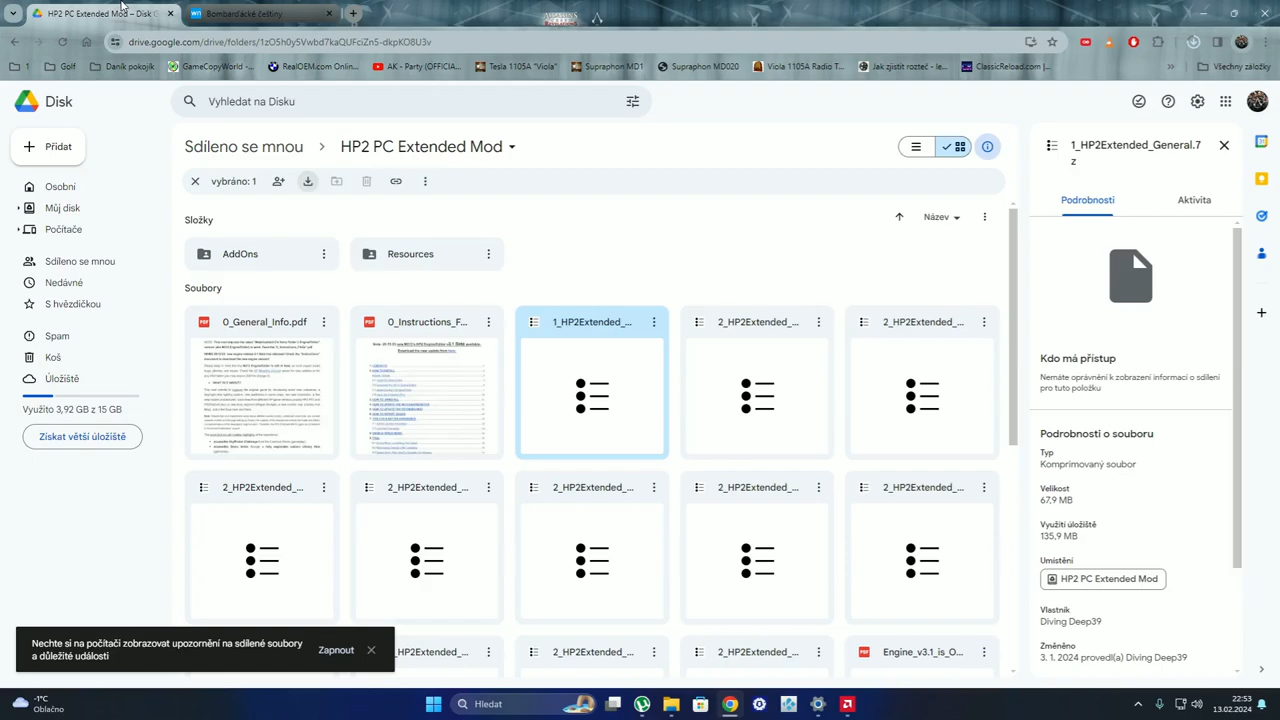 HP2 PC Extended Mod – Disk G
Bombarďácké češtiny
drive.google.com/drive/folders/1zO5h0y5Vwbd7kaQUFciZn5-dkpKO8U3v
1
Golf
Daník pokojík
GameCopyWorld -...
RealOEM.com Onlin...
AK - Party (OFFICIA...
Tesla 1105A "Viola"
Supraphon MD1
Supraphon MD020
Viola 1105A Radio T...
Jak zjistit rozteč - le...
ClassicReload.com |...
»
Všechny záložky
Disk
Vyhledat na Disku
Přidat
Osobní
Můj disk
Počítače
Sdíleno se mnou
Nedávné
S hvězdičkou
Spam
Koš
Úložiště
Využito 3,92 GB z 15 GB
Získat větší úložiště
Sdíleno se mnou
HP2 PC Extended Mod
vybráno: 1
Složky
Název
AddOns
Resources
Soubory
PDF 0_General_Info.pdf
PDF 0_Instructions_F...
1_HP2Extended_...
2_HP2Extended_...
2_HP2Extended_...
2_HP2Extended_...
2_HP2Extended_...
2_HP2Extended_...
2_HP2Extended_...
2_HP2Extended_...
_HP2Extended_...
2_HP2Extended_...
2_HP2Extended_...
PDF Engine_v3.1_is_O...
1_HP2Extended_General.7
z
Podrobnosti
Aktivita
Kdo má přístup
Nemáte oprávnění k zobrazení informací o sdílení
pro tuto položku
Podrobnosti o souboru
Typ
Komprimovaný soubor
Velikost
67,9 MB
Využití úložiště
135,9 MB
Umístění
HP2 PC Extended Mod
Vlastník
Diving Deep39
Změněno
3. 1. 2024 provedl(a) Diving Deep39
Nechte si na počítači zobrazovat upozornění na sdílené soubory
a důležité události
Zapnout
-1°C
Oblačno
Hledat
22:53
13.02.2024